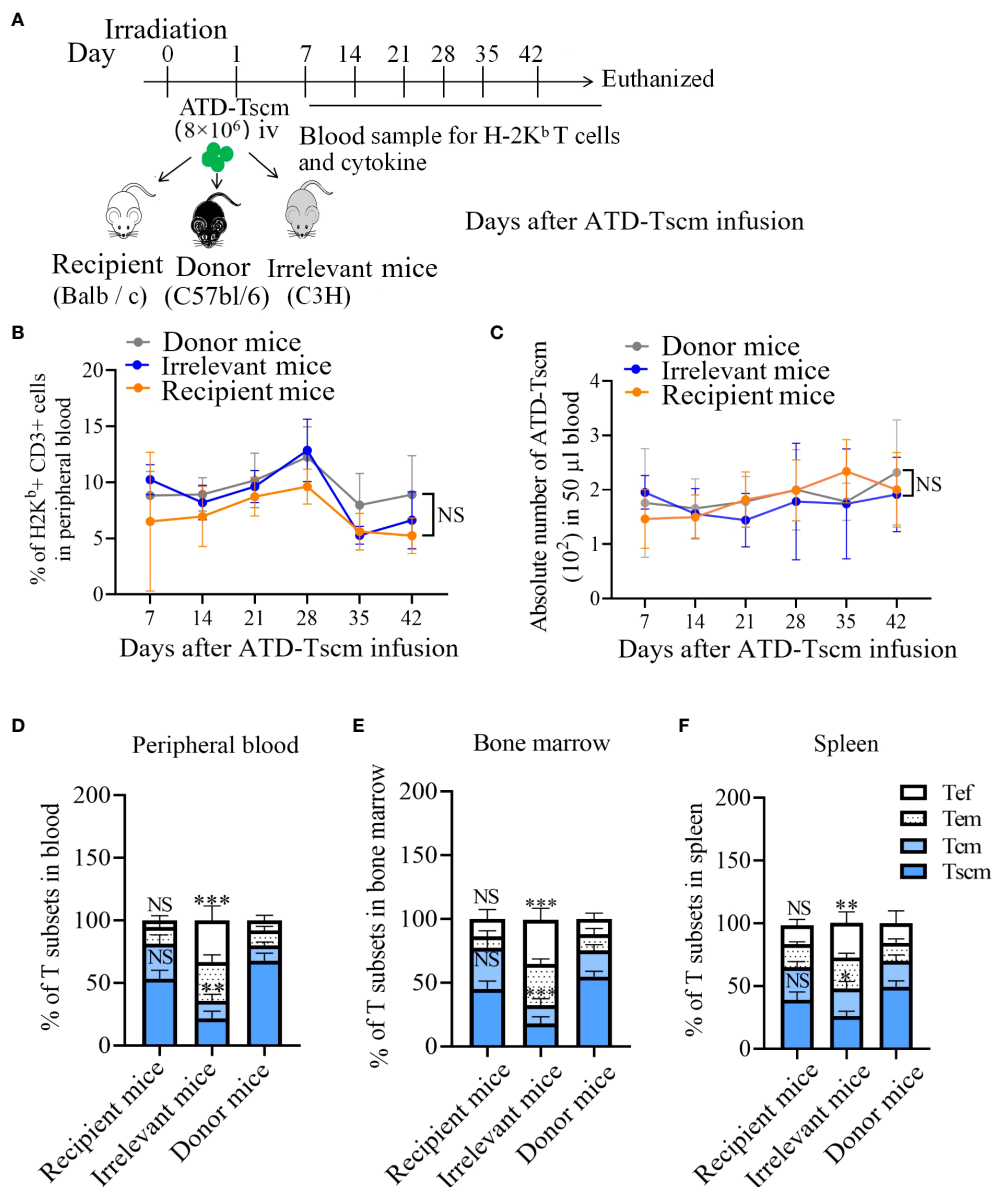 A
Irradiation
Day 0 1 7 14 21 28 35 42
Euthanized
ATD-Tscm
(8×10⁶) iv
Blood sample for H-2Kᵇ T cells
and cytokine
Days after ATD-Tscm infusion
Recipient Donor Irrelevant mice
(Balb / c) (C57bl/6) (C3H)
B
Donor mice
Irrelevant mice
Recipient mice
% of H2Kᵇ+ CD3+ cells
in peripheral blood
20
15
10
5
0
NS
7 14 21 28 35 42
Days after ATD-Tscm infusion
C
Donor mice
Irrelevant mice
Recipient mice
Absolute number of ATD-Tscm
(10²) in 50 µl blood
4
3
2
1
0
NS
7 14 21 28 35 42
Days after ATD-Tscm infusion
D
Peripheral blood
% of T subsets in blood
200
150
100
50
0
NS ***
NS **
Recipient mice
Irrelevant mice
Donor mice
E
Bone marrow
% of T subsets in bone marrow
200
150
100
50
0
NS ***
NS ***
Recipient mice
Irrelevant mice
Donor mice
F
Spleen
% of T subsets in spleen
200
150
100
50
0
NS **
NS *
Recipient mice
Irrelevant mice
Donor mice
Tef
Tem
Tcm
Tscm